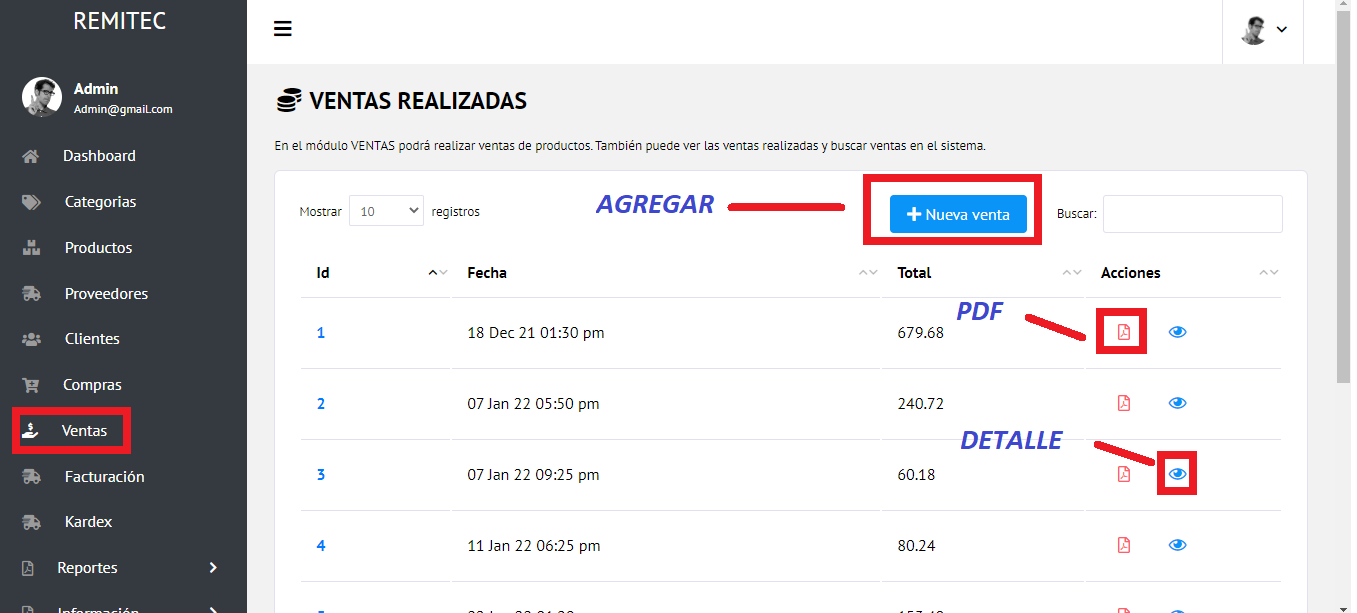 REMITEC
Admin
Admin@gmail.com
Dashboard
Categorias
Productos
Proveedores
Clientes
Compras
Ventas
Facturación
Kardex
Reportes
Información
VENTAS REALIZADAS
En el módulo VENTAS podrá realizar ventas de productos. También puede ver las ventas realizadas y buscar ventas en el sistema.
Mostrar 10 registros
AGREGAR
Nueva venta
Buscar:
Id Fecha Total Acciones
PDF
1 18 Dec 21 01:30 pm 679.68
2 07 Jan 22 05:50 pm 240.72
DETALLE
3 07 Jan 22 09:25 pm 60.18
4 11 Jan 22 06:25 pm 80.24